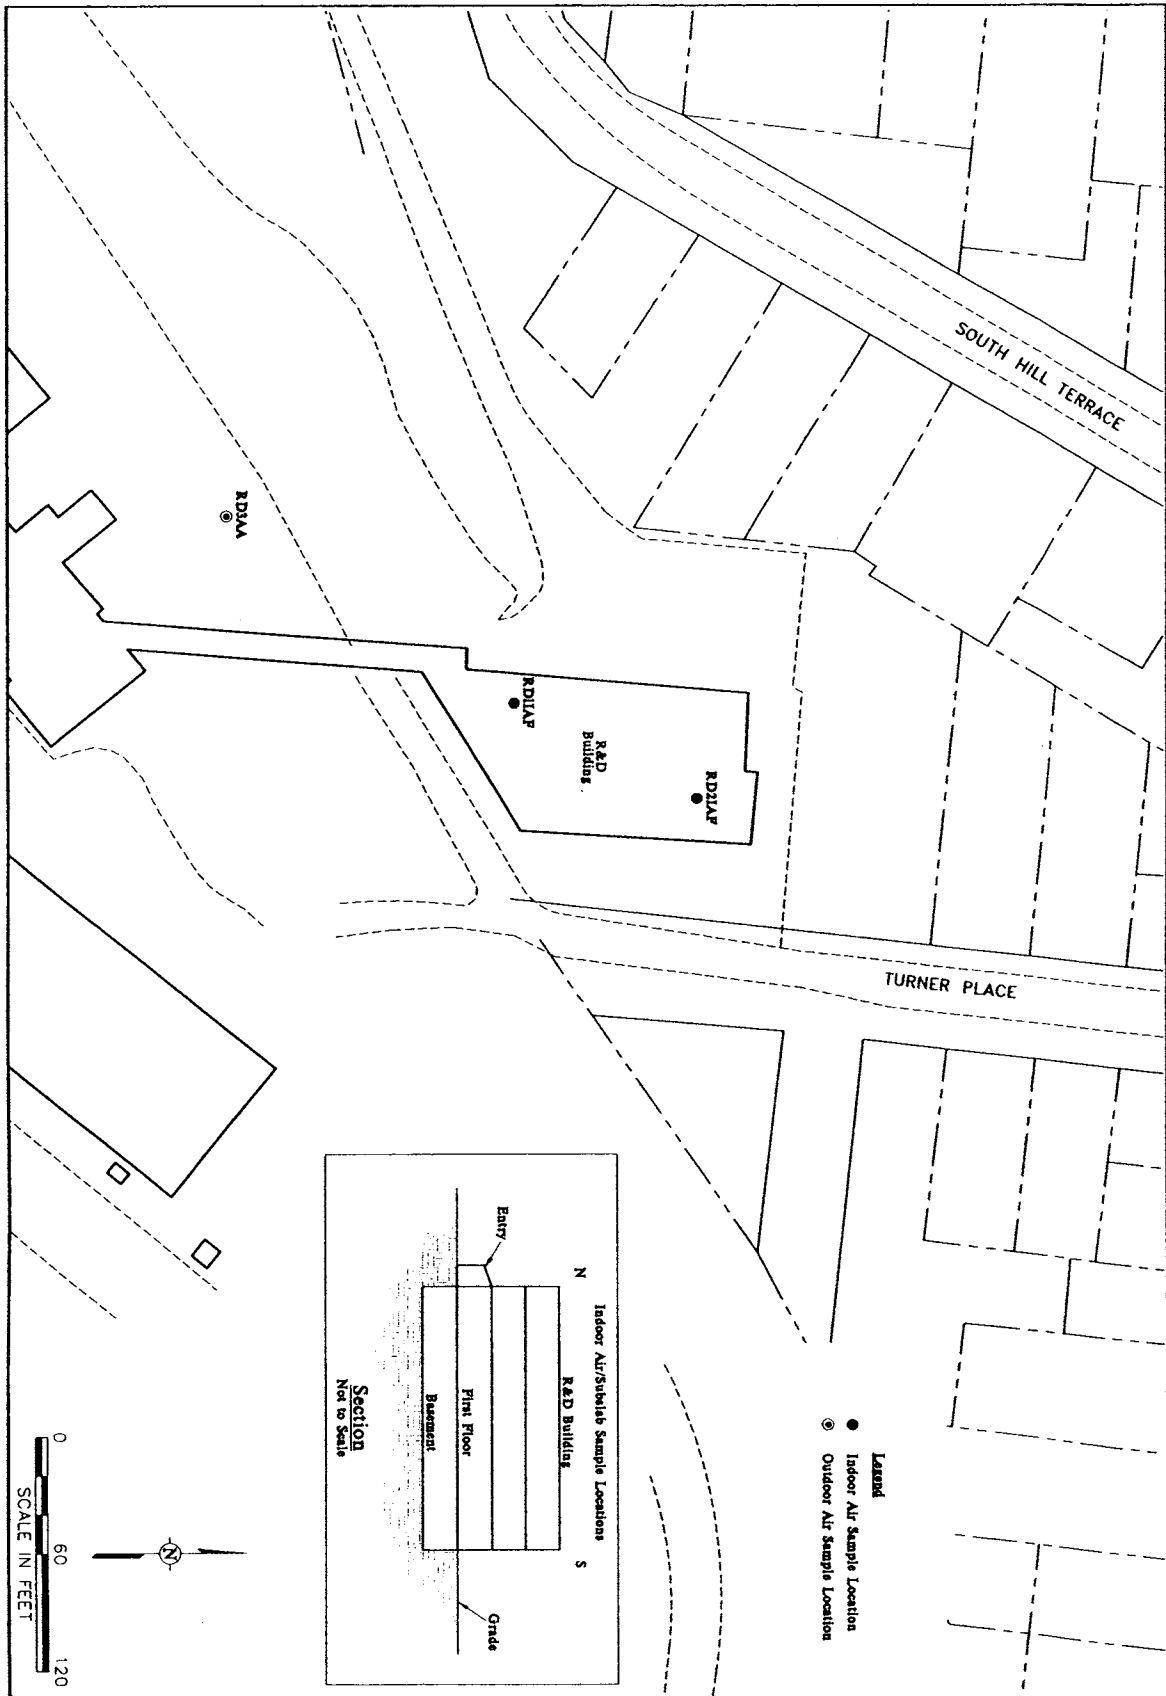 SOUTH HILL TERRACE
TURNER PLACE
RD3AA
RD1IAF
R&D
Building
RD2IAF
Legend
Indoor Air Sample Location
Outdoor Air Sample Location
Indoor Air/Subslab Sample Locations
R&D Building
N
S
Entry
Grade
First Floor
Basement
Section
Not to Scale
N
0
60
120
SCALE IN FEET